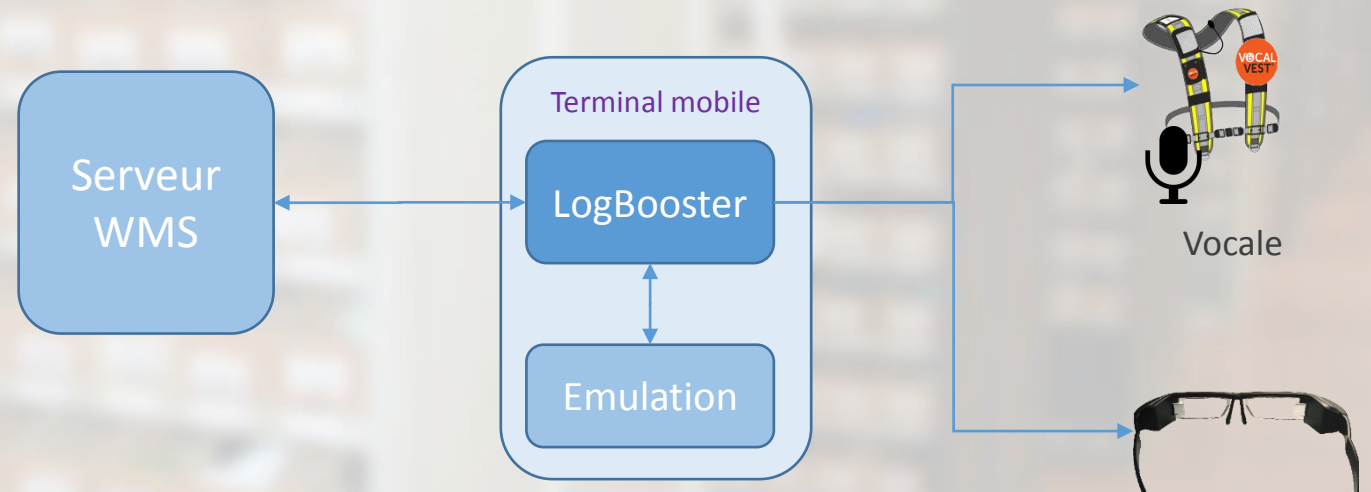 Serveur
WMS
Terminal mobile
LogBooster
Emulation
VOCAL
VEST
Vocale